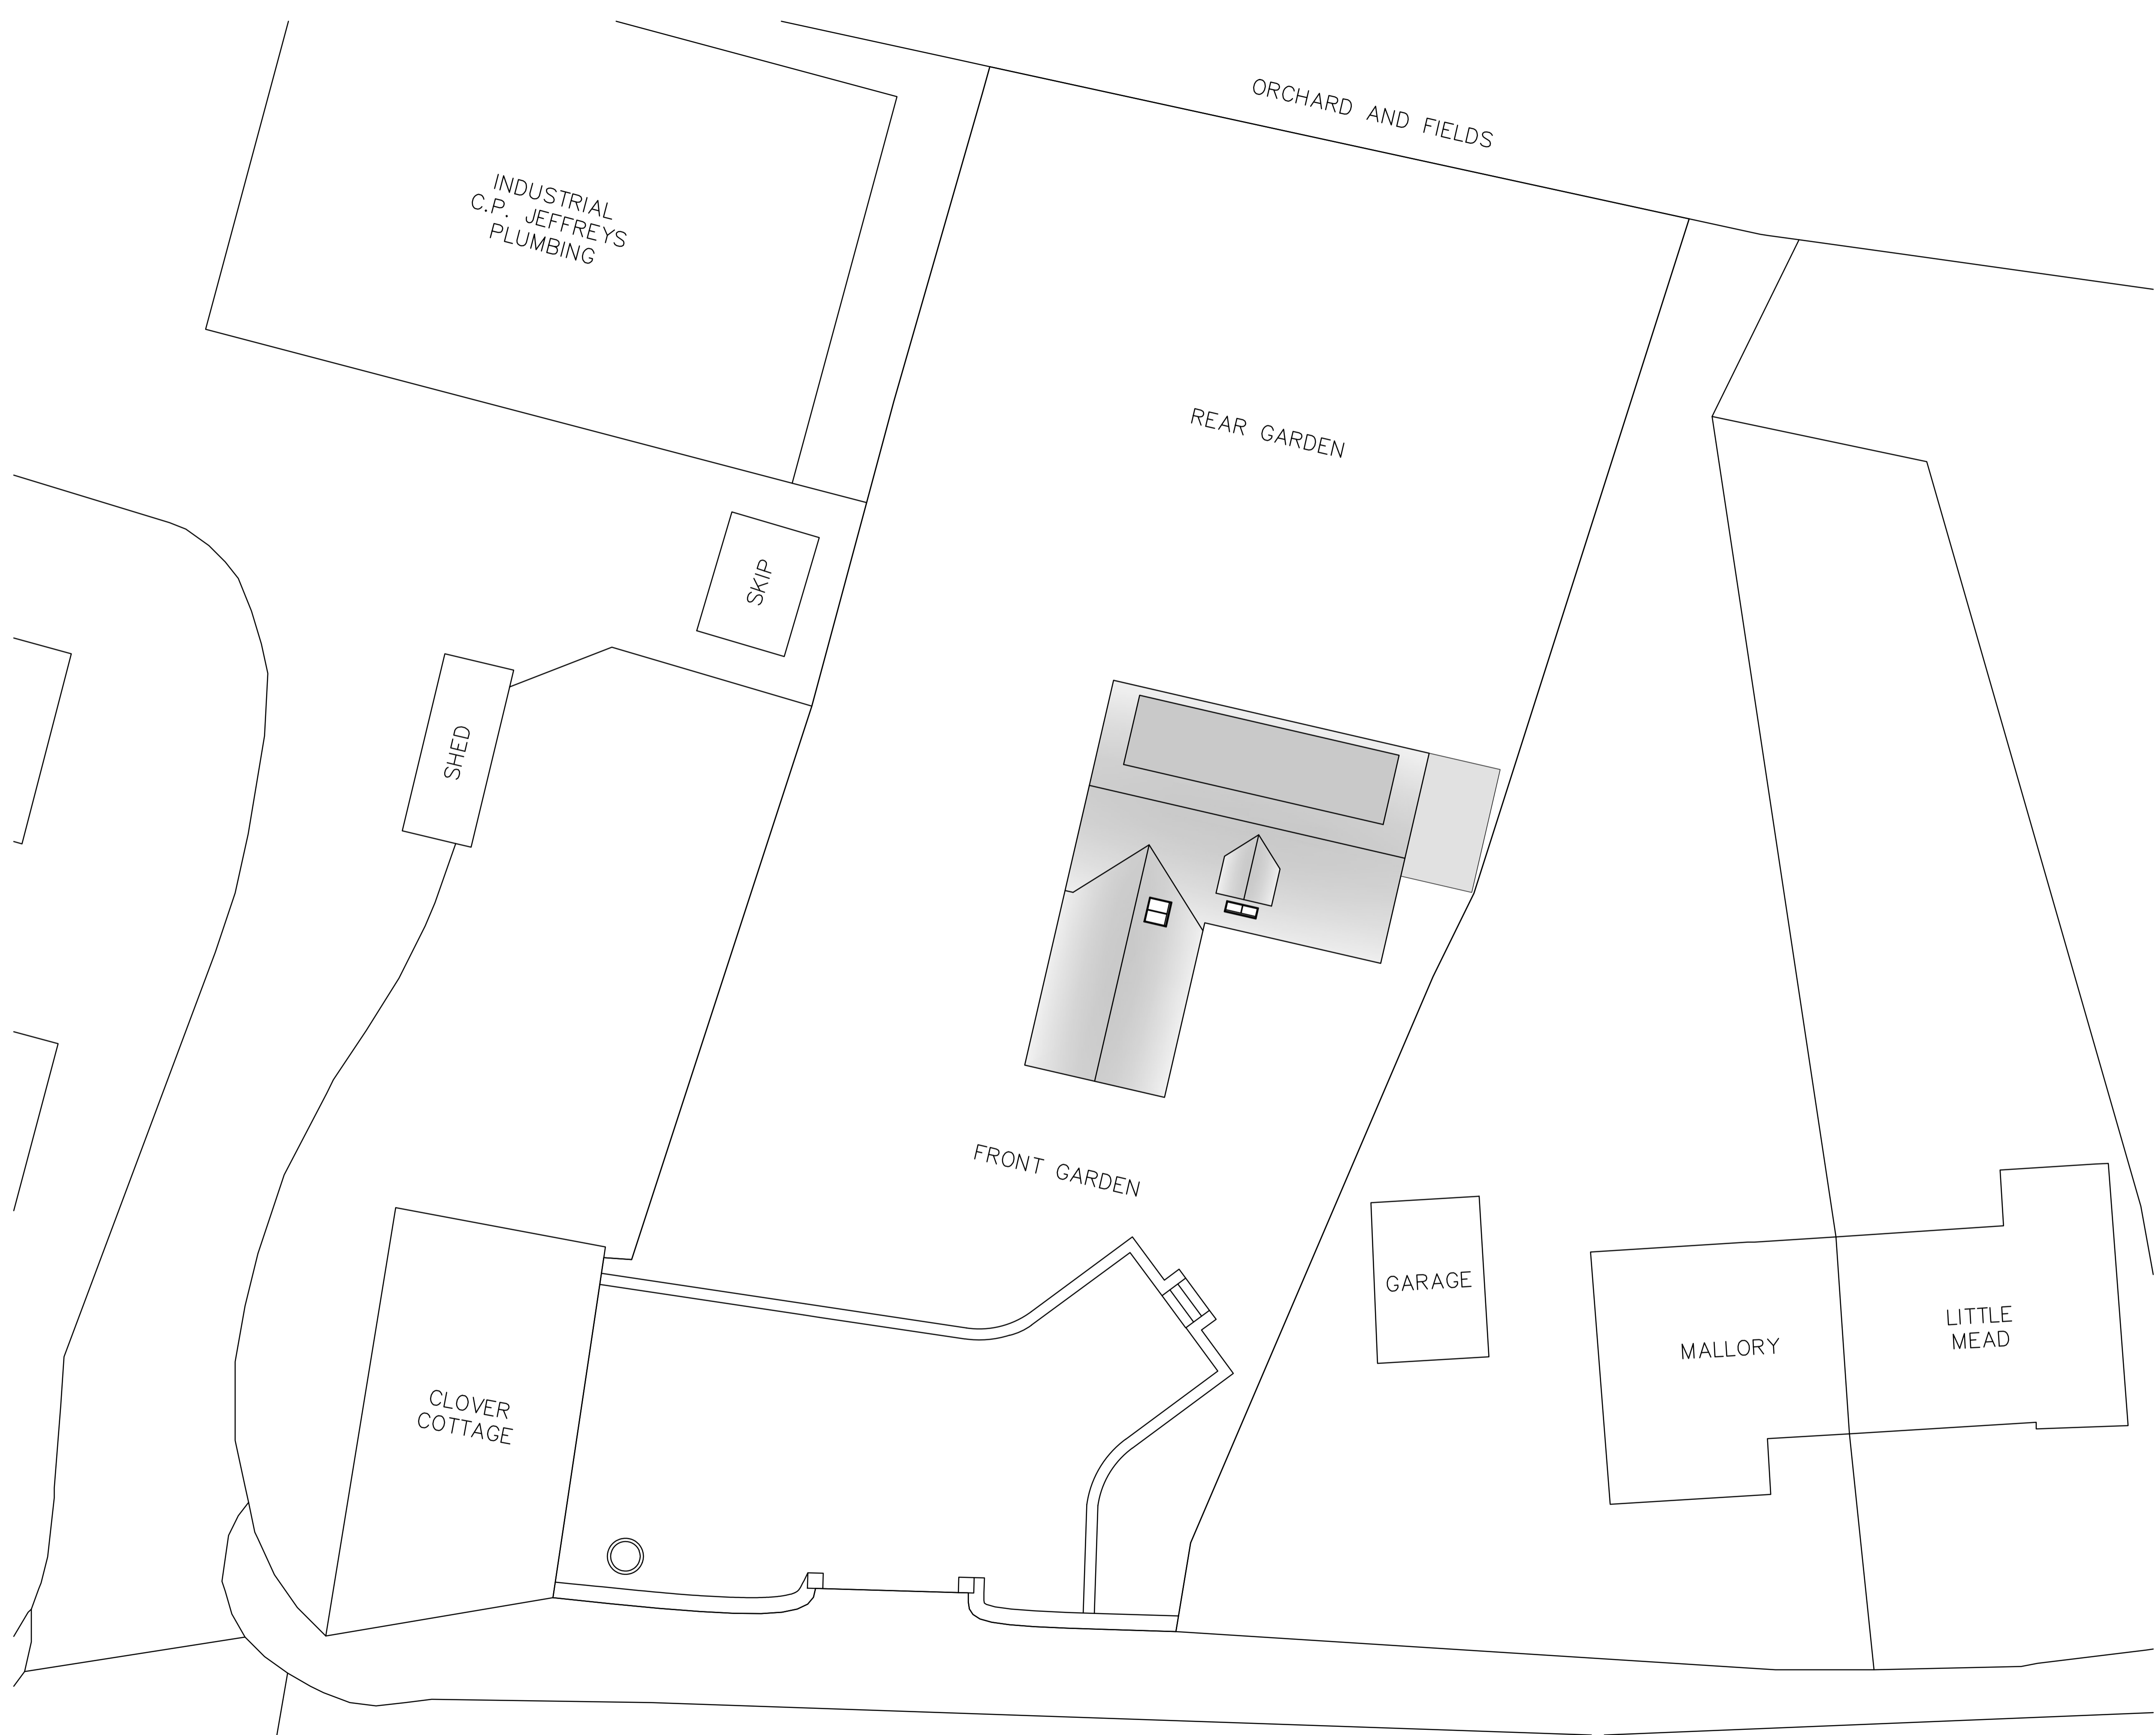 ORCHARD AND FIELDS
INDUSTRIAL
C.P. JEFFREYS
PLUMBING
REAR GARDEN
SKIP
SHED
FRONT GARDEN
GARAGE
MALLORY
LITTLE
MEAD
CLOVER
COTTAGE